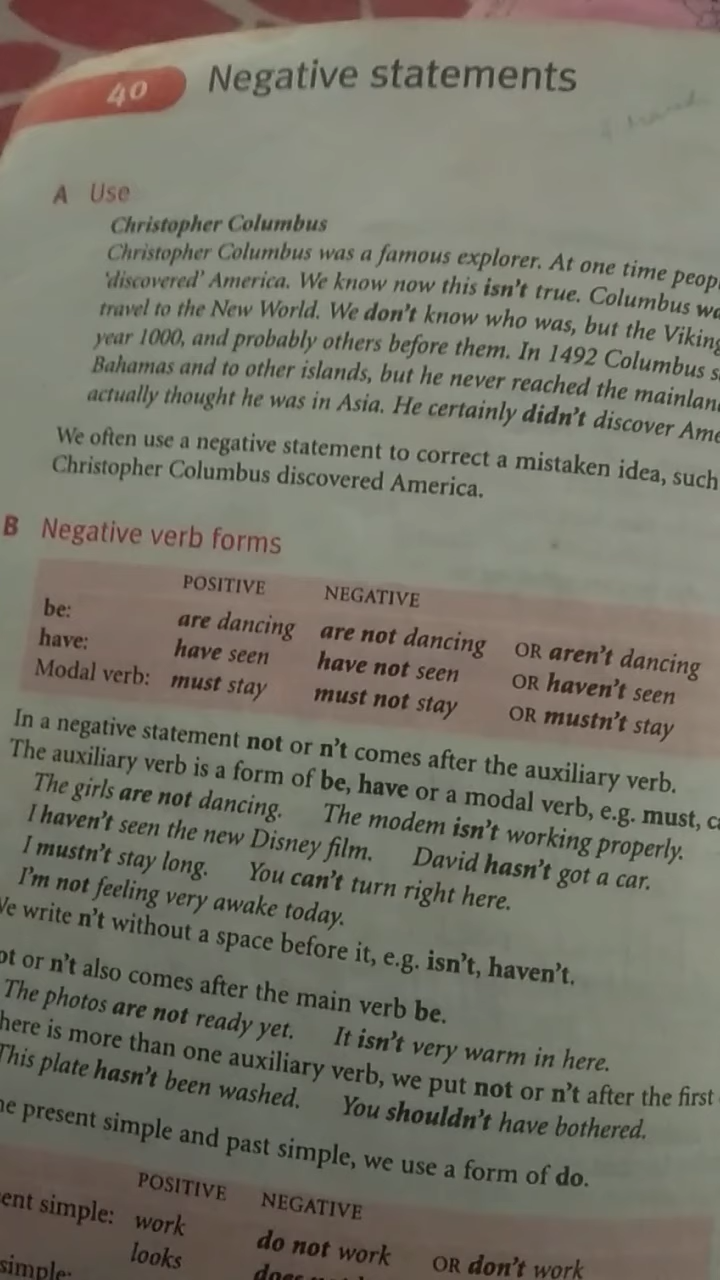 40 Negative statements
A Use
Christopher Columbus
Christopher Columbus was a famous explorer. At one time
'discovered' America. We know now this isn't true. Columbus
travel to the New World. We don't know who was, but the
year 1000, and probably others before them. In 1492 Columbus
Bahamas and to other islands, but he never reached the
actually thought he was in Asia. He certainly didn't discover
We often use a negative statement to correct a mistaken idea, such
Christopher Columbus discovered America.
B Negative verb forms
POSITIVE NEGATIVE
be: are dancing are not dancing OR aren't dancing
have: have seen have not seen OR haven't seen
Modal verb: must stay must not stay OR mustn't stay
In a negative statement not or n't comes after the auxiliary verb.
The auxiliary verb is a form of be, have or a modal verb, e.g. must,
The girls are not dancing. The modem isn't working properly.
I haven't seen the new Disney film. David hasn't got a car.
I mustn't stay long. You can't turn right here.
I'm not feeling very awake today.
write n't without a space before it, e.g. isn't, haven't.
or n't also comes after the main verb be.
The photos are not ready yet. It isn't very warm in here.
is more than one auxiliary verb, we put not or n't after the first
This plate hasn't been washed. You shouldn't have bothered.
present simple and past simple, we use a form of do.
POSITIVE NEGATIVE
simple: work do not work OR don't work
looks
simple: